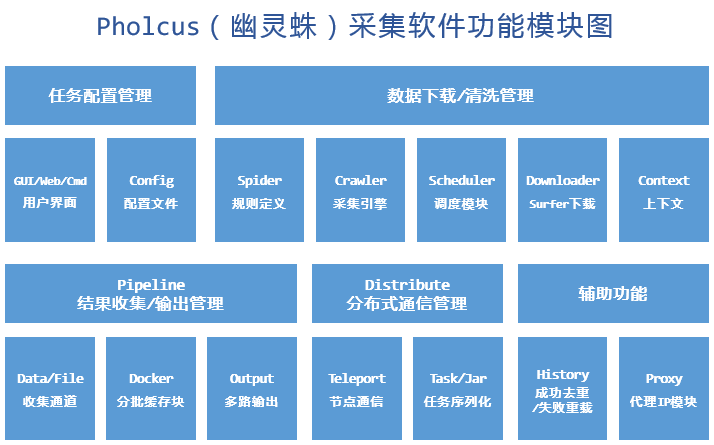 Pholcus（幽灵蛛）采集软件功能模块图
任务配置管理
数据下载/清洗管理
GUI/Web/Cmd
用户界面
Config
配置文件
Spider
规则定义
Crawler
采集引擎
Scheduler
调度模块
Downloader
Surfer下载
Context
上下文
Pipeline
结果收集/输出管理
Distribute
分布式通信管理
辅助功能
Data/File
收集通道
Docker
分批缓存块
Output
多路输出
Teleport
节点通信
Task/Jar
任务序列化
History
成功去重
/失败重载
Proxy
代理IP模块